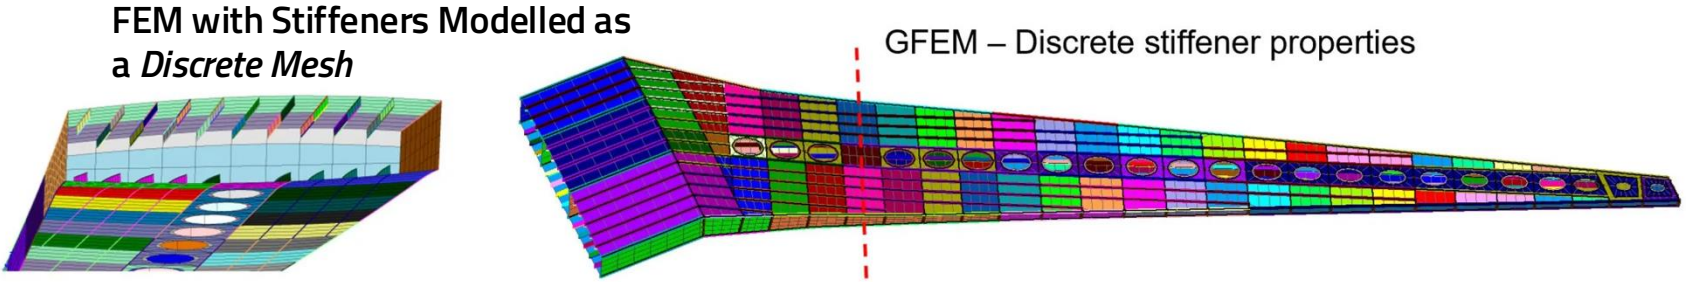 FEM with Stiffeners Modelled as
a Discrete Mesh
GFEM – Discrete stiffener properties